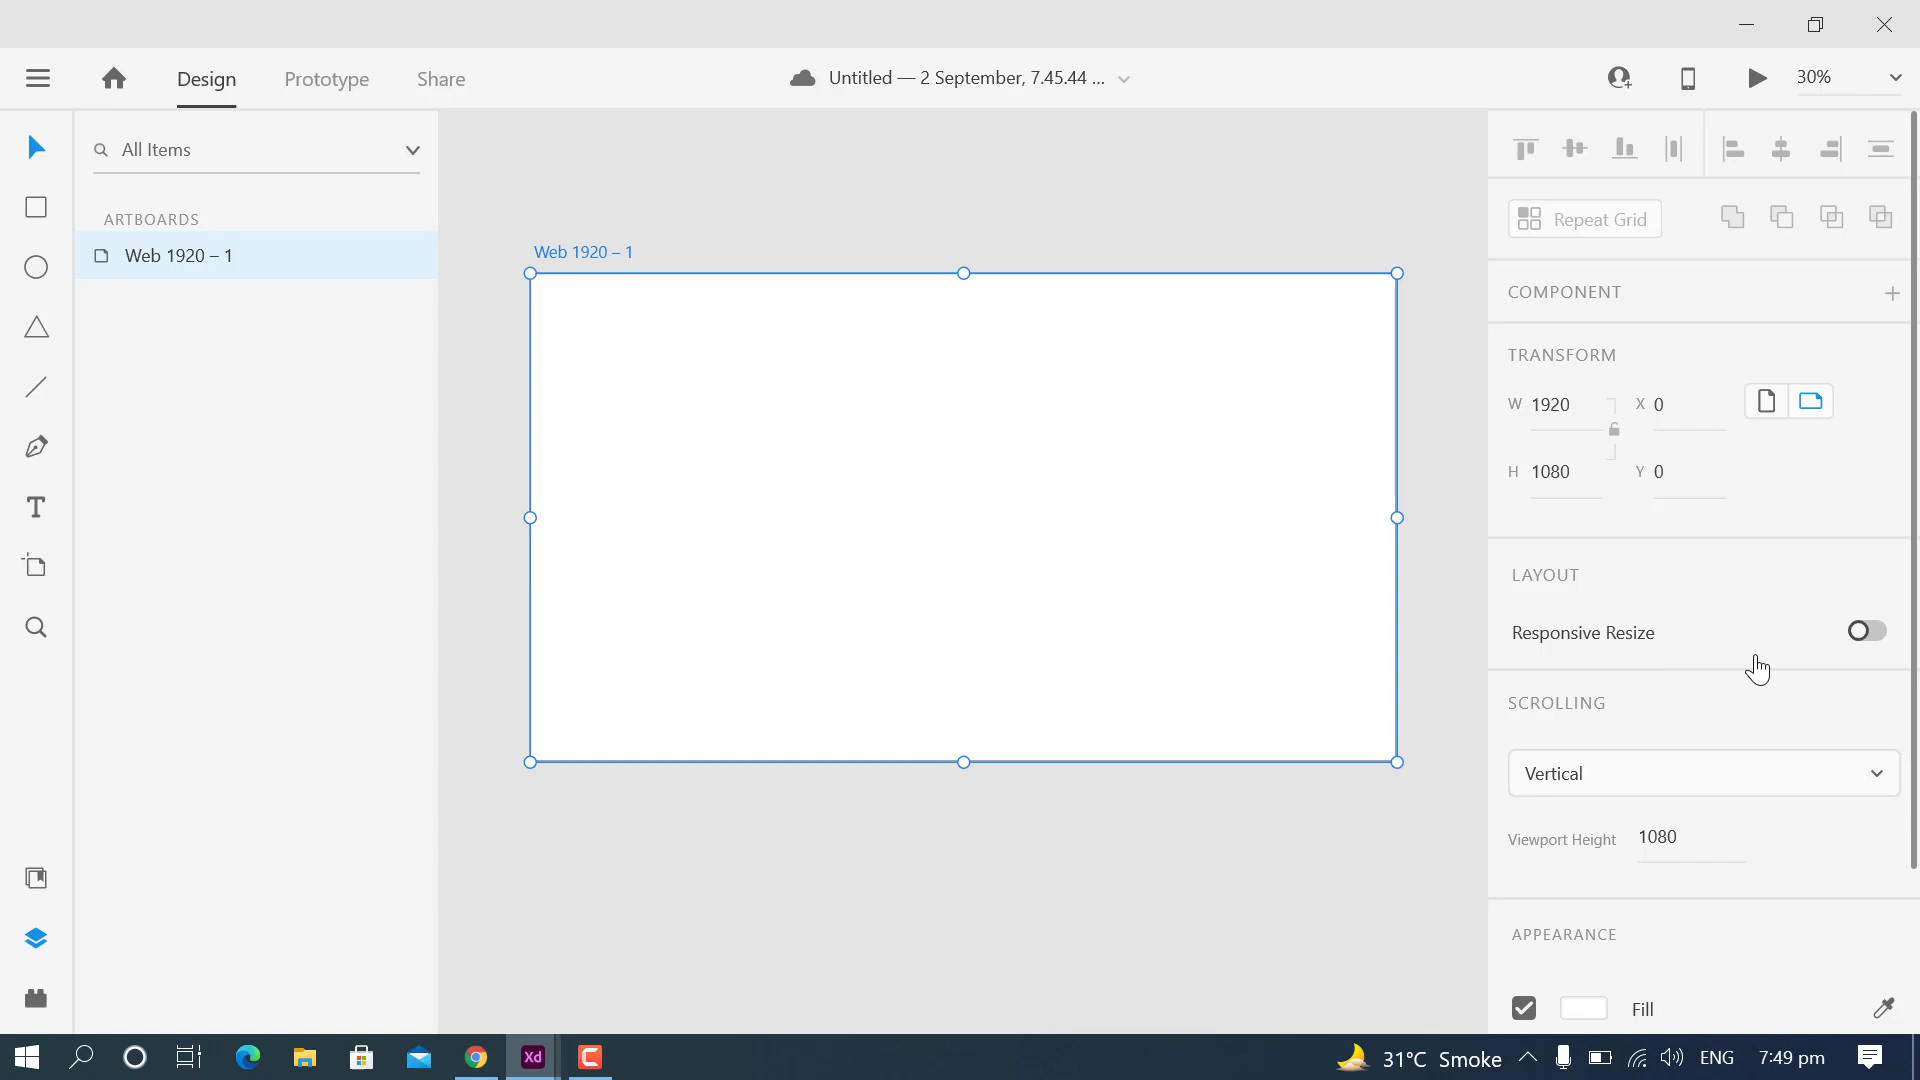 Design Prototype Share Untitled — 2 September, 7.45.44 ... 30%
All Items
ARTBOARDS
Web 1920 – 1
Web 1920 – 1
Repeat Grid
COMPONENT
TRANSFORM
W 1920 X 0
H 1080 Y 0
LAYOUT
Responsive Resize
SCROLLING
Vertical
Viewport Height 1080
APPEARANCE
Fill
Xd 31°C Smoke ENG 7:49 pm